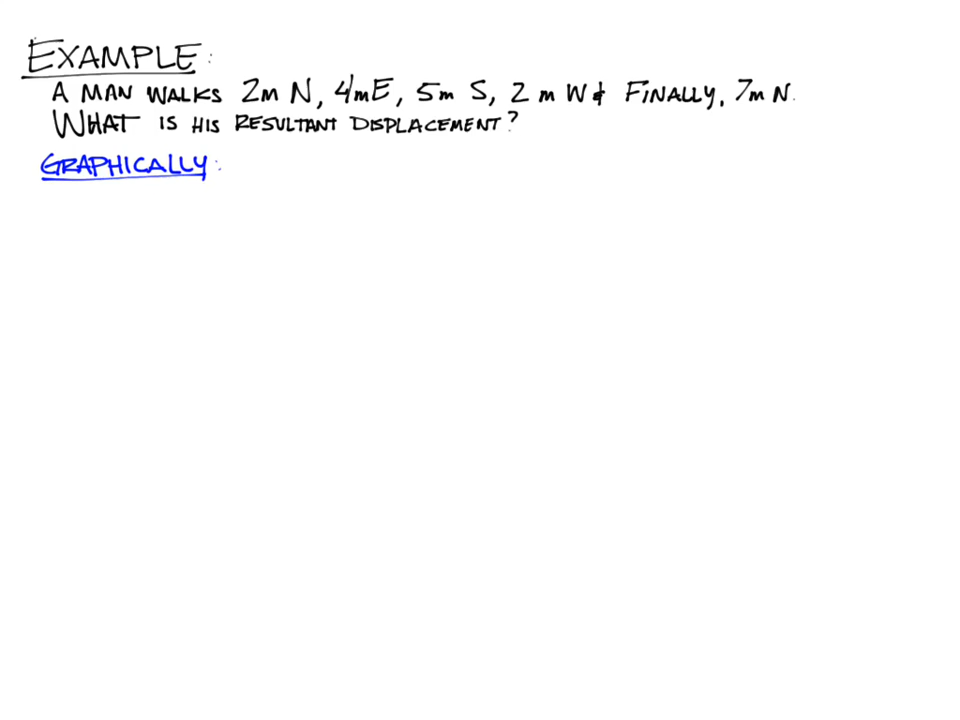 EXAMPLE:
A MAN WALKS 2m N, 4mE, 5m S, 2 m W & FINALLY, 7m N.
WHAT IS HIS RESULTANT DISPLACEMENT?
GRAPHICALLY: